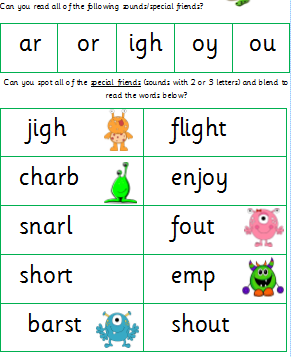 Can you read all of the following sounds/special friends?
ar or igh oy ou
Can you spot all of the special friends (sounds with 2 or 3 letters) and blend to
read the words below?
jigh flight
charb enjoy
snarl fout
short emp
barst shout